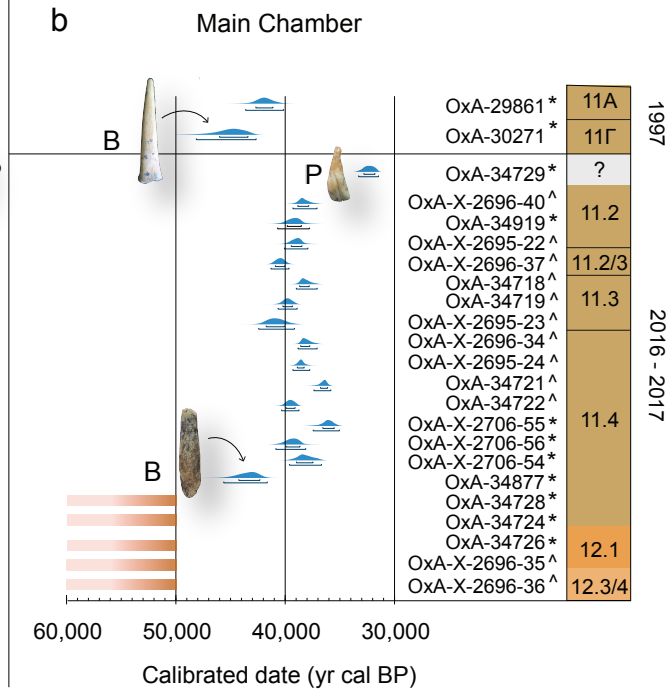 b
Main Chamber
OxA-29861* 11A
B OxA-30271* 11Г
1997
P OxA-34729* ?
OxA-X-2696-40^
OxA-34919* 11.2
OxA-X-2695-22^
OxA-X-2696-37^ 11.2/3
OxA-34718^
OxA-34719^ 11.3
OxA-X-2695-23^
OxA-X-2696-34^
OxA-X-2695-24^
OxA-34721^
OxA-34722^ 11.4
OxA-X-2706-55*
OxA-X-2706-56*
B OxA-X-2706-54*
OxA-34877*
OxA-34728*
OxA-34724*
OxA-34726* 12.1
OxA-X-2696-35^
OxA-X-2696-36^ 12.3/4
2016 - 2017
60,000 50,000 40,000 30,000
Calibrated date (yr cal BP)